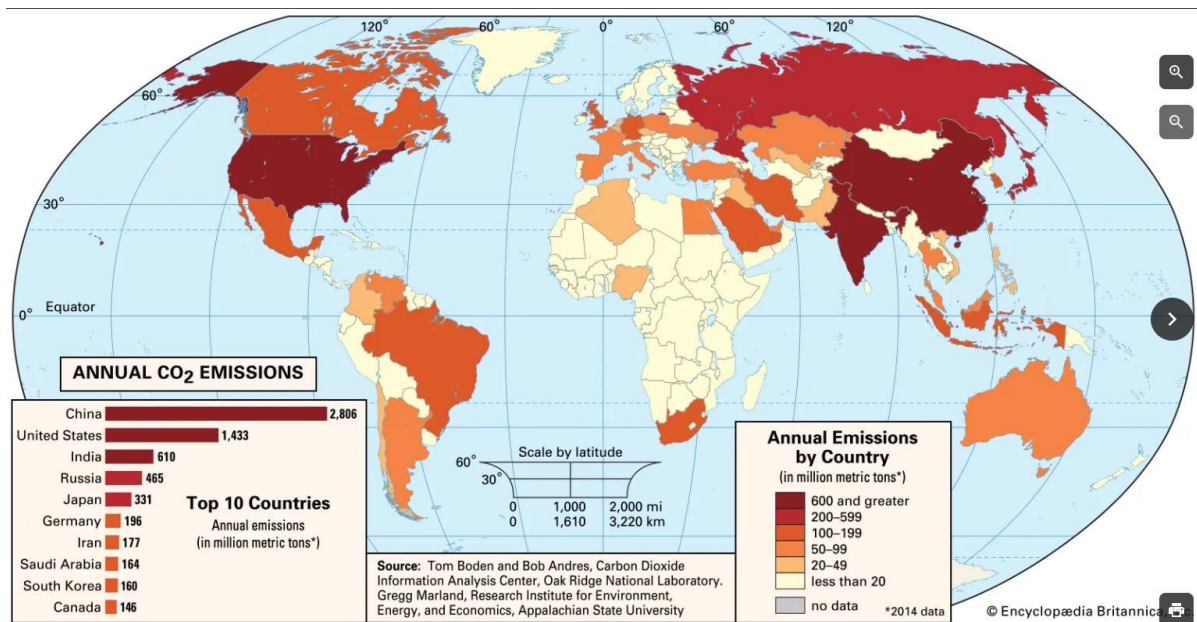 120°
60°
0°
60°
120°
60°
30°
0°
Equator
ANNUAL CO₂ EMISSIONS
China 2,806
United States 1,433
India 610
Russia 465
Japan 331
Germany 196
Iran 177
Saudi Arabia 164
South Korea 160
Canada 146
Top 10 Countries
Annual emissions
(in million metric tons*)
Scale by latitude
60°
30°
0 1,000 2,000 mi
0 1,610 3,220 km
Source: Tom Boden and Bob Andres, Carbon Dioxide
Information Analysis Center, Oak Ridge National Laboratory.
Gregg Marland, Research Institute for Environment,
Energy, and Economics, Appalachian State University
Annual Emissions
by Country
(in million metric tons*)
600 and greater
200–599
100–199
50–99
20–49
less than 20
no data
*2014 data
© Encyclopædia Britannica,